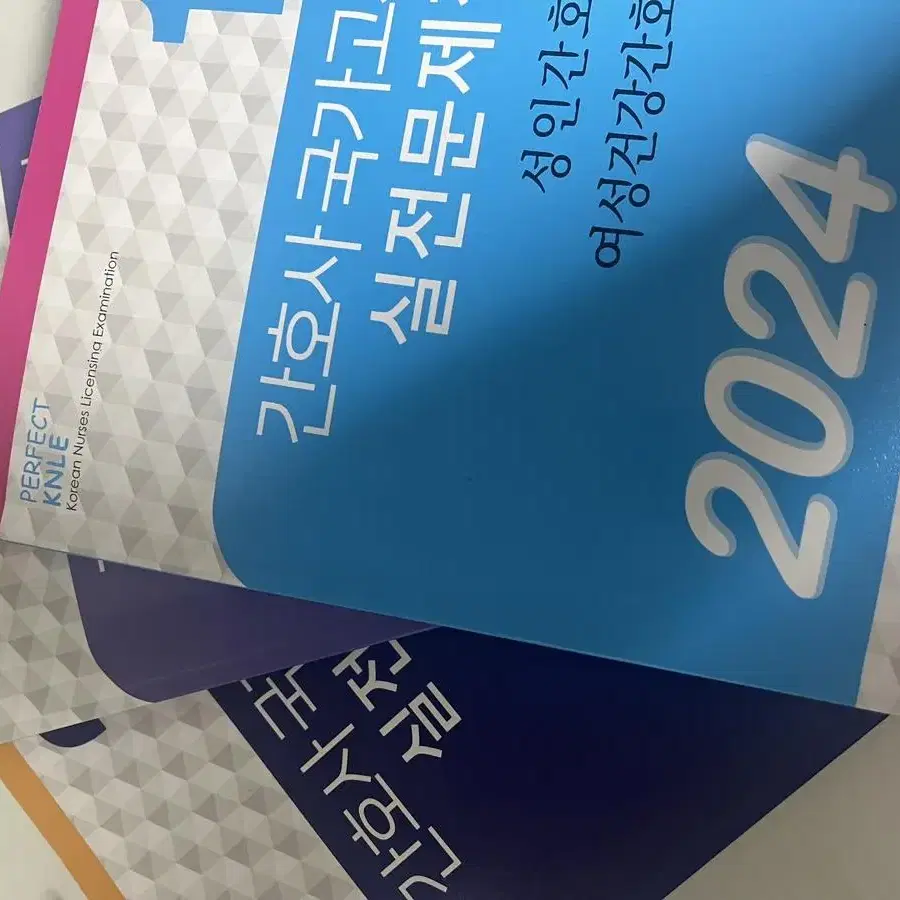 1
간호사 국가고
실전문제
성인간호
여성건강간호
2024
PERFECT
KNLE
Korean Nurses Licensing Examination
간호사 국
실전